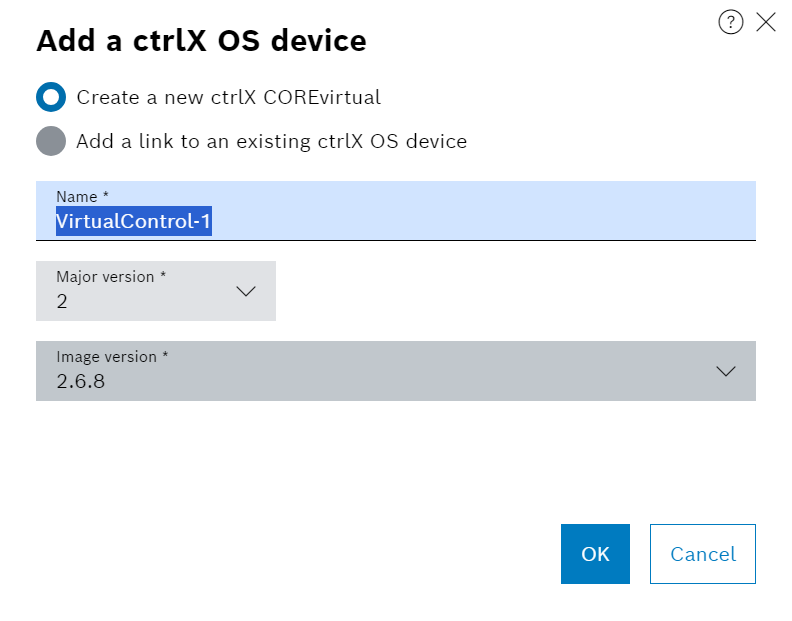 Add a ctrlX OS device
?
Create a new ctrlX COREvirtual
Add a link to an existing ctrlX OS device
Name *
VirtualControl-1
Major version *
2
Image version *
2.6.8
OK
Cancel